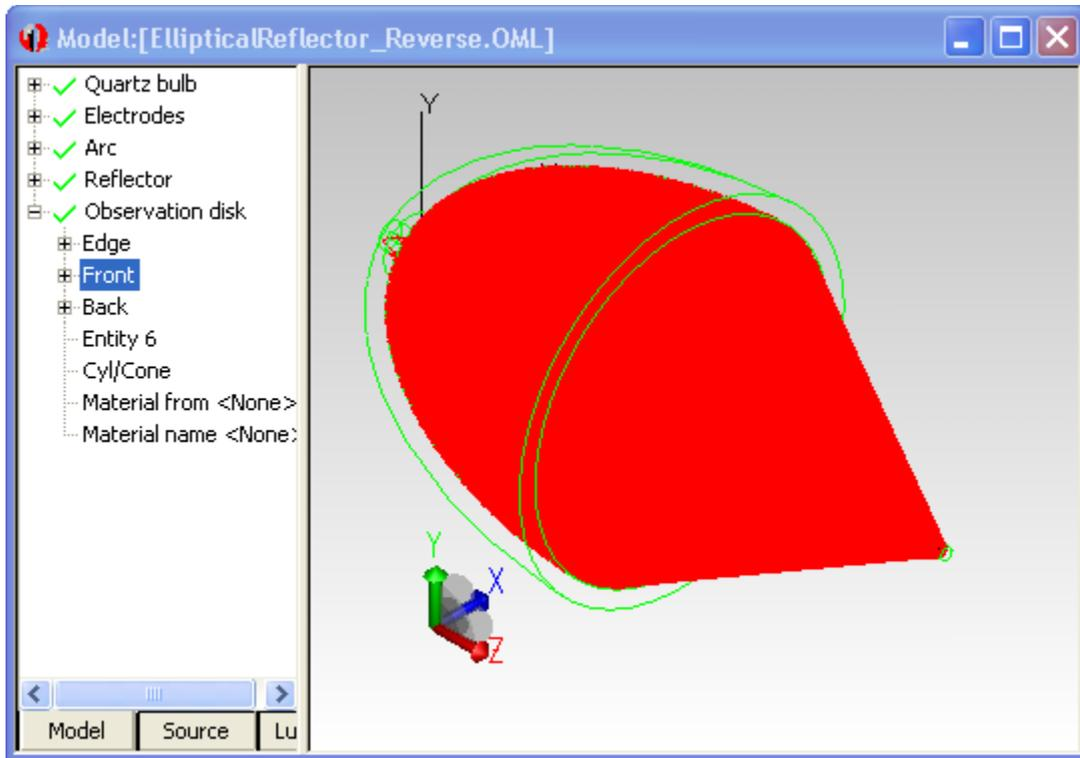 Model:[EllipticalReflector_Reverse.OML]
Quartz bulb
Electrodes
Arc
Reflector
Observation disk
Edge
Front
Back
Entity 6
Cyl/Cone
Material from <None>
Material name <None>
Model Source Lu
Y
Y
X
Z